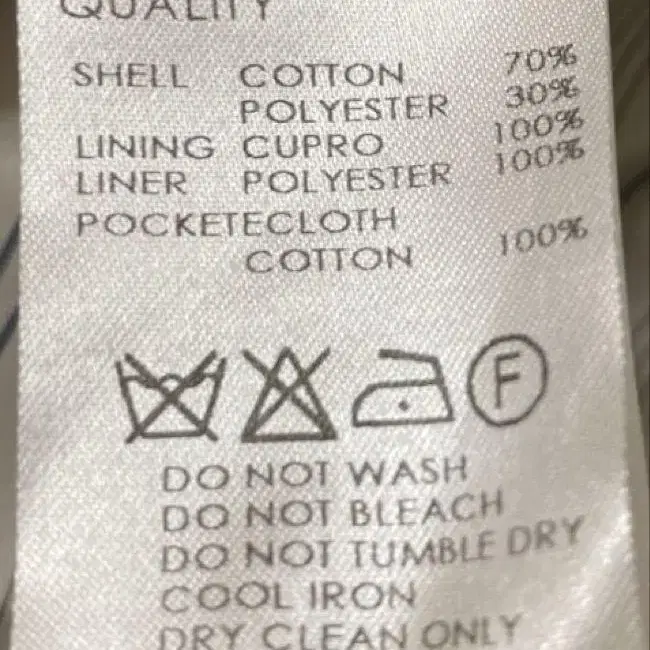 QUALITY
SHELL COTTON 70%
POLYESTER 30%
LINING CUPRO 100%
LINER POLYESTER 100%
POCKETECLOTH
COTTON 100%
F
DO NOT WASH
DO NOT BLEACH
DO NOT TUMBLE DRY
COOL IRON
DRY CLEAN ONLY